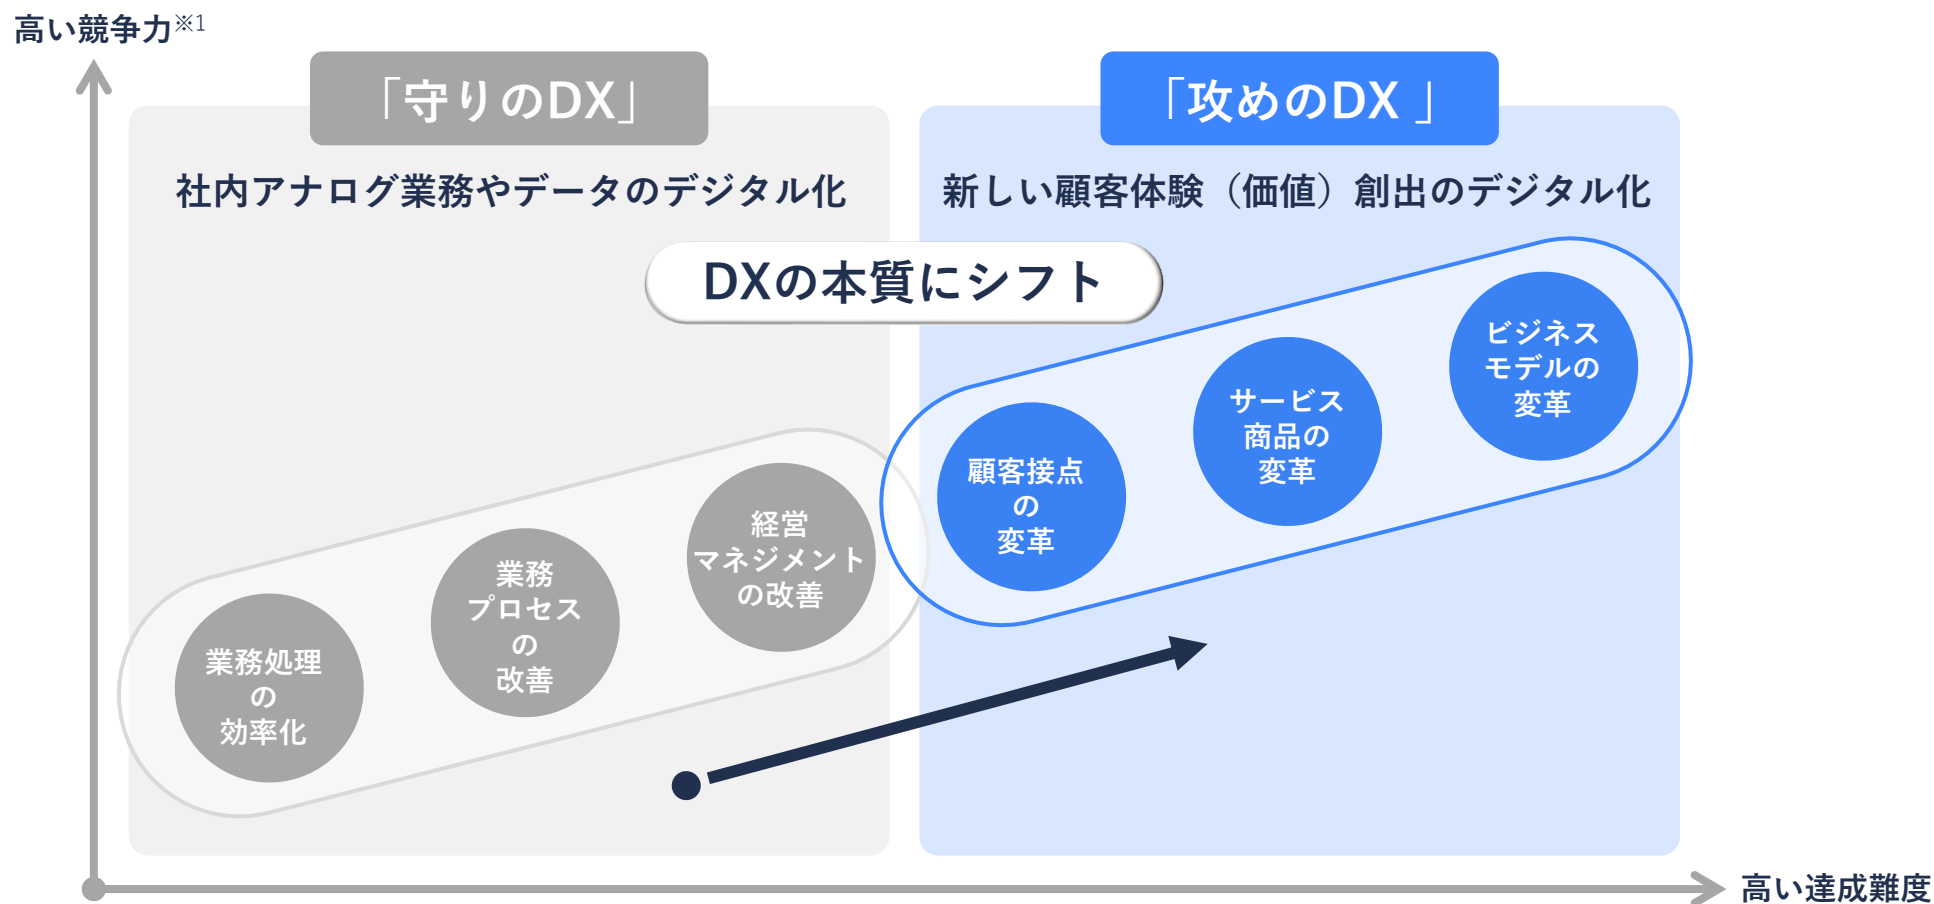 高い競争力※1
「守りのDX」
「攻めのDX 」
社内アナログ業務やデータのデジタル化
新しい顧客体験（価値）創出のデジタル化
DXの本質にシフト
業務処理
の
効率化
業務
プロセス
の
改善
経営
マネジメント
の改善
顧客接点
の
変革
サービス
商品の
変革
ビジネス
モデルの
変革
高い達成難度